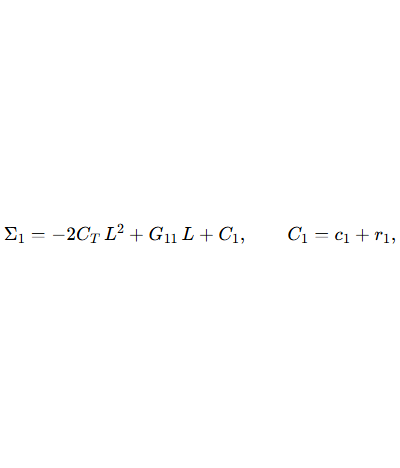 Σ₁ = −2C_T L² + G₁₁ L + C₁,  C₁ = c₁ + r₁,